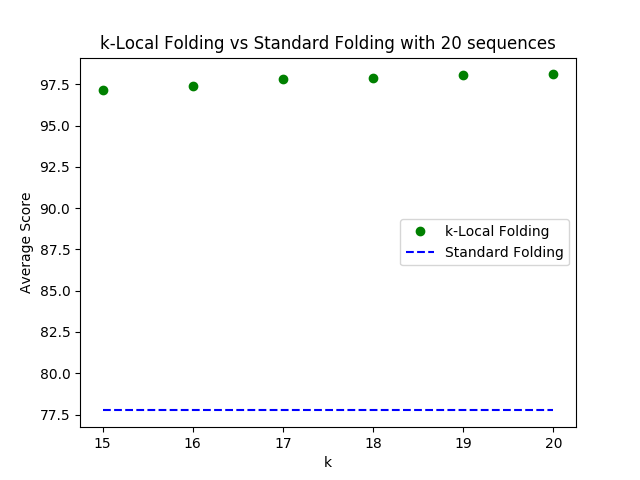 k-Local Folding vs Standard Folding with 20 sequences
97.5
95.0
92.5
90.0
87.5
85.0
82.5
80.0
77.5
Average Score
k-Local Folding
Standard Folding
15 16 17 18 19 20
k